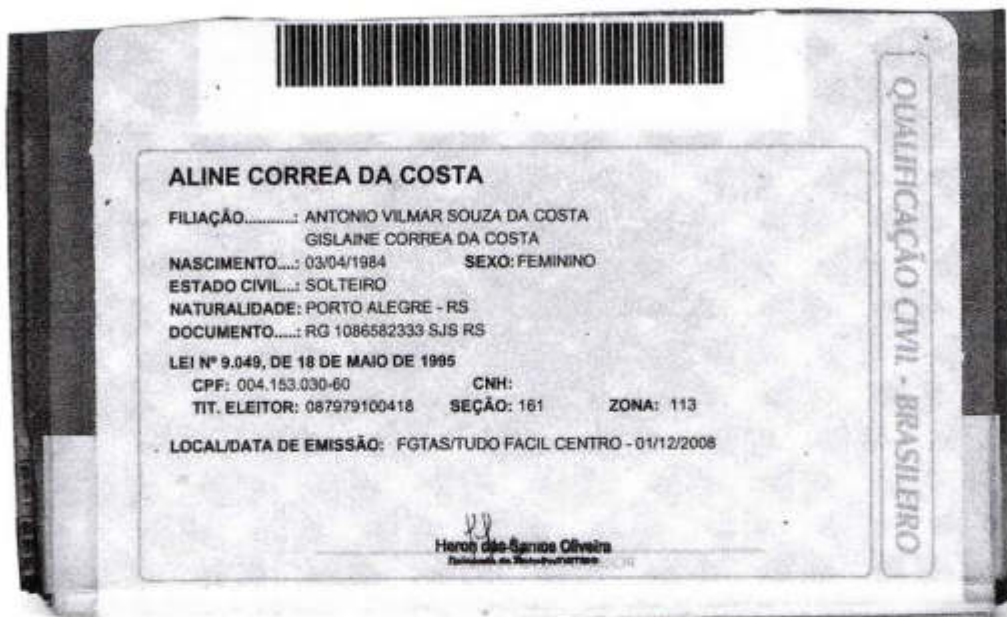 ALINE CORREA DA COSTA
FILIAÇÃO..........: ANTONIO VILMAR SOUZA DA COSTA
GISLAINE CORREA DA COSTA
NASCIMENTO....: 03/04/1984 SEXO: FEMININO
ESTADO CIVIL...: SOLTEIRO
NATURALIDADE: PORTO ALEGRE - RS
DOCUMENTO.....: RG 1086582333 SJS RS
LEI Nº 9.049, DE 18 DE MAIO DE 1995
CPF: 004.153.030-60 CNH:
TIT. ELEITOR: 087979100418 SEÇÃO: 161 ZONA: 113
LOCAL/DATA DE EMISSÃO: FGTAS/TUDO FACIL CENTRO - 01/12/2008
Heron dos Santos Oliveira
QUALIFICAÇÃO CIVIL - BRASILEIRO